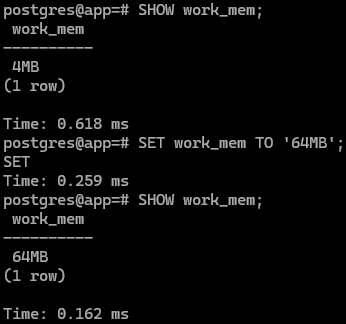 postgres@app=# SHOW work_mem;
 work_mem
----------
 4MB
(1 row)

Time: 0.618 ms
postgres@app=# SET work_mem TO '64MB';
SET
Time: 0.259 ms
postgres@app=# SHOW work_mem;
 work_mem
----------
 64MB
(1 row)

Time: 0.162 ms